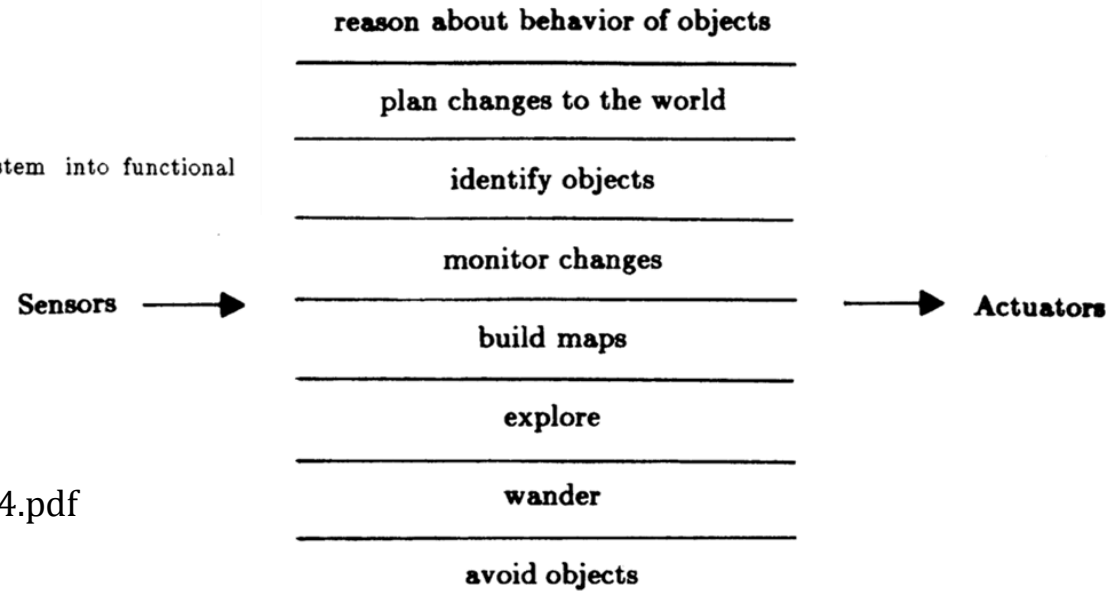 reason about behavior of objects
plan changes to the world
into functional
identify objects
monitor changes
Sensors
Actuators
build maps
explore
4.pdf
wander
avoid objects